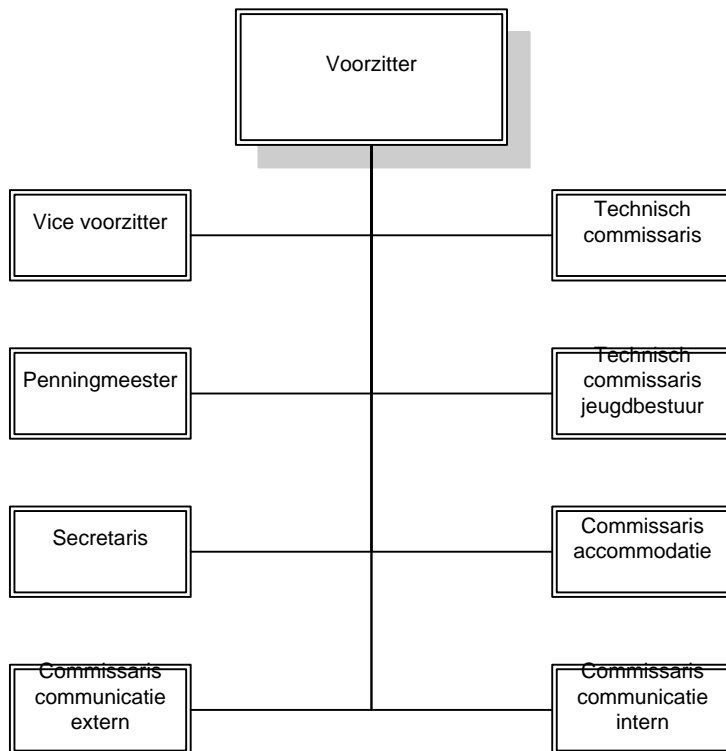 Voorzitter
Vice voorzitter
Technisch
commissaris
Penningmeester
Technisch
commissaris
jeugdbestuur
Secretaris
Commissaris
accommodatie
Commissaris
communicatie
extern
Commissaris
communicatie
intern